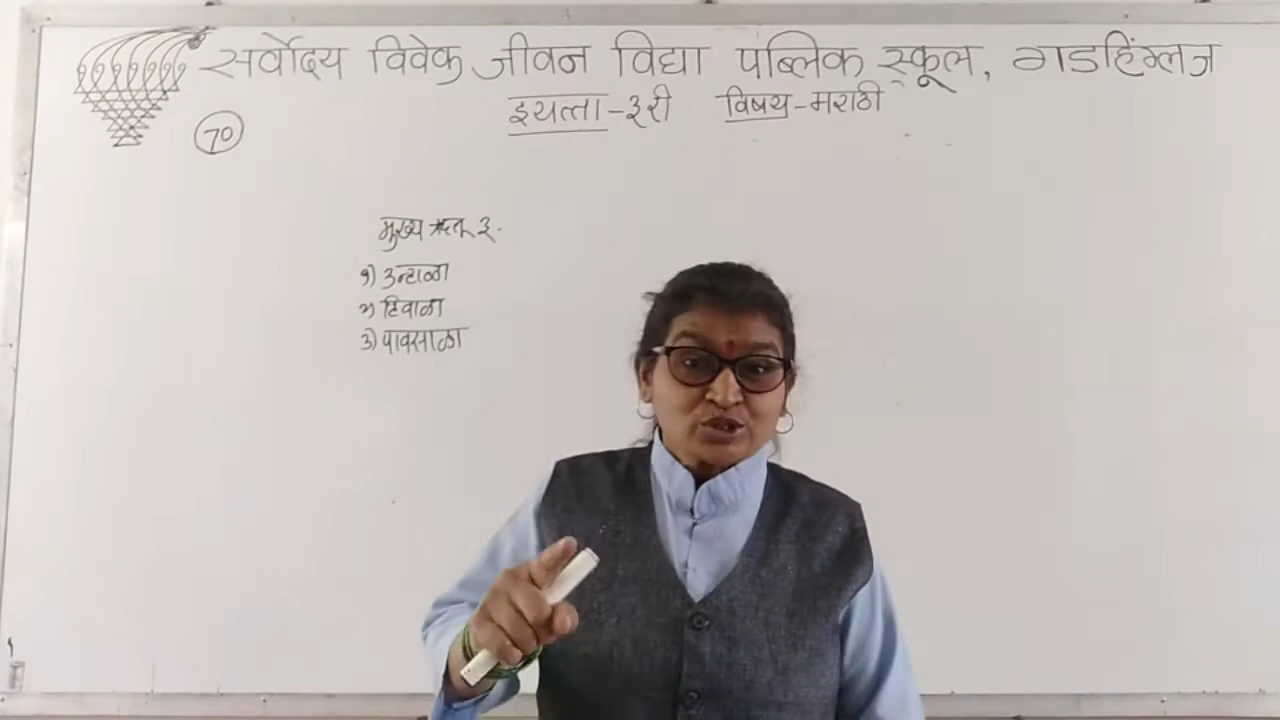 सर्वोदय विवेक जीवन विद्या पब्लिक स्कूल, गडहिंग्लज
इयत्ता-३री विषय-मराठी
70
मुख्य ऋतू ३.
१) उन्हाळा
२) हिवाळा
३) पावसाळा